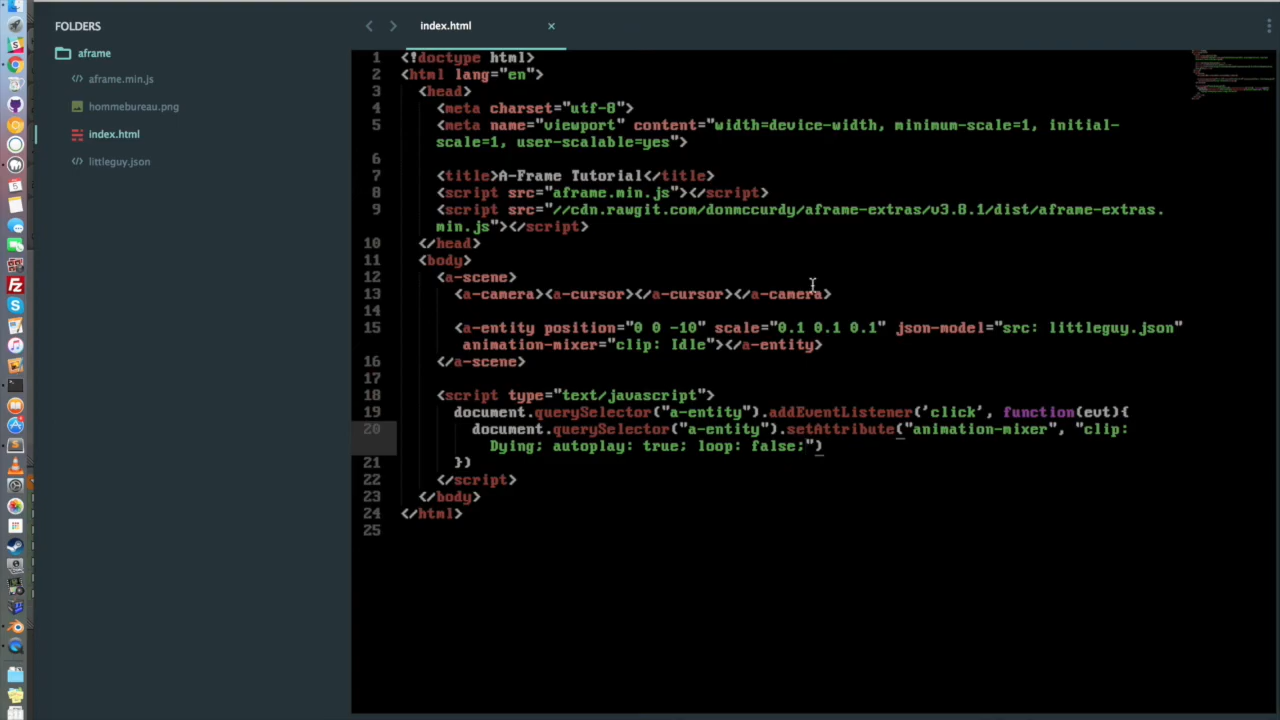 FOLDERS
aframe
aframe.min.js
hommebureau.png
index.html
littleguy.json
index.html
1 <!doctype html>
2 <html lang="en">
3 <head>
4 <meta charset="utf-8">
5 <meta name="viewport" content="width=device-width, minimum-scale=1, initial-
scale=1, user-scalable=yes">
6
7 <title>A-Frame Tutorial</title>
8 <script src="aframe.min.js"></script>
9 <script src="//cdn.rawgit.com/donmccurdy/aframe-extras/v3.8.1/dist/aframe-extras.
min.js"></script>
10 </head>
11 <body>
12 <a-scene>
13 <a-camera><a-cursor></a-cursor></a-camera>
14
15 <a-entity position="0 0 -10" scale="0.1 0.1 0.1" json-model="src: littleguy.json"
animation-mixer="clip: Idle"></a-entity>
16 </a-scene>
17
18 <script type="text/javascript">
19 document.querySelector("a-entity").addEventListener('click', function(evt){
20 document.querySelector("a-entity").setAttribute("animation-mixer", "clip:
Dying; autoplay: true; loop: false;")
21 })
22 </script>
23 </body>
24 </html>
25